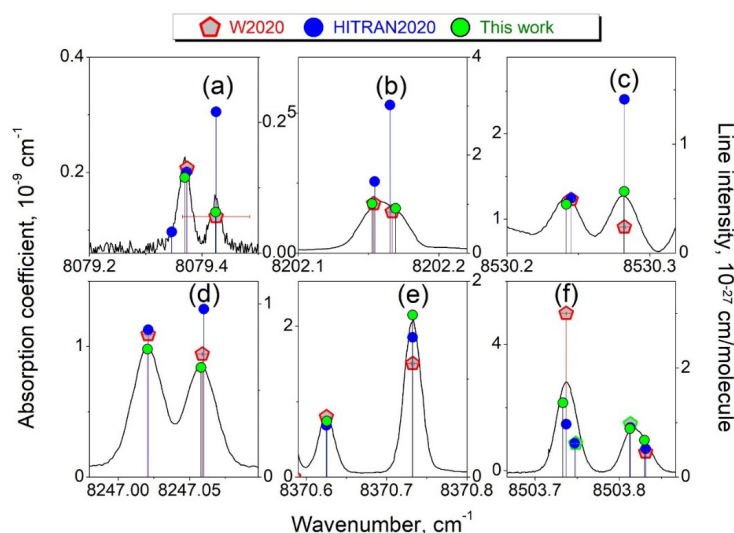 W2020 HITRAN2020 This work
Absorption coefficient, 10⁻⁹ cm⁻¹
Line intensity, 10⁻²⁷ cm/molecule
(a) (b) (c)
0.4 4
5 2
0.2 0.2 2 1
1
0.00 0 0
8079.2 8079.4 8202.1 8202.2 8530.2 8530.3
(d) (e) (f)
1 2 2 4 2
1
0 0 0 0 0 0
8247.00 8247.05 8370.6 8370.7 8370.8 8503.7 8503.8
Wavenumber, cm⁻¹